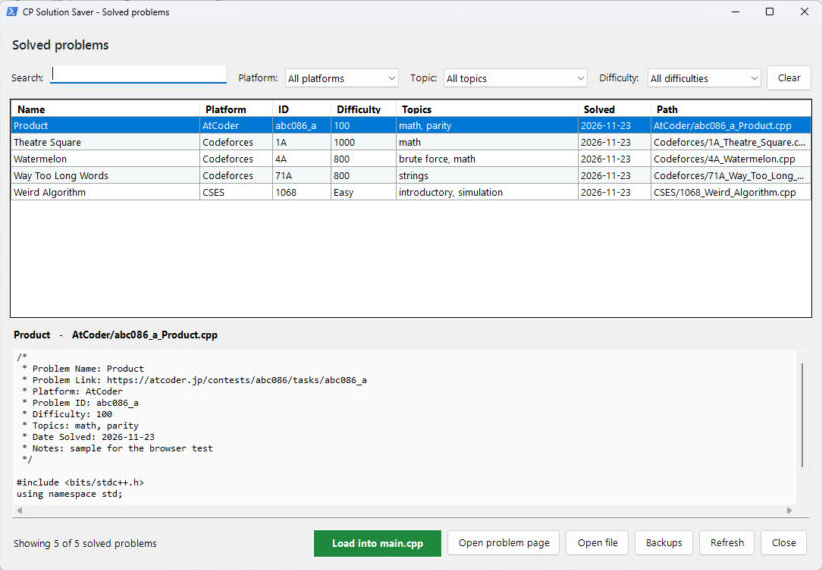 CP Solution Saver - Solved problems
Solved problems
Search: Platform: All platforms Topic: All topics Difficulty: All difficulties Clear
Name Platform ID Difficulty Topics Solved Path
Product AtCoder abc086_a 100 math, parity 2026-11-23 AtCoder/abc086_a_Product.cpp
Theatre Square Codeforces 1A 1000 math 2026-11-23 Codeforces/1A_Theatre_Square.c...
Watermelon Codeforces 4A 800 brute force, math 2026-11-23 Codeforces/4A_Watermelon.cpp
Way Too Long Words Codeforces 71A 800 strings 2026-11-23 Codeforces/71A_Way_Too_Long_...
Weird Algorithm CSES 1068 Easy introductory, simulation 2026-11-23 CSES/1068_Weird_Algorithm.cpp
Product - AtCoder/abc086_a_Product.cpp
/*
* Problem Name: Product
* Problem Link: https://atcoder.jp/contests/abc086/tasks/abc086_a
* Platform: AtCoder
* Problem ID: abc086_a
* Difficulty: 100
* Topics: math, parity
* Date Solved: 2026-11-23
* Notes: sample for the browser test
*/
#include <bits/stdc++.h>
using namespace std;
Showing 5 of 5 solved problems Load into main.cpp Open problem page Open file Backups Refresh Close